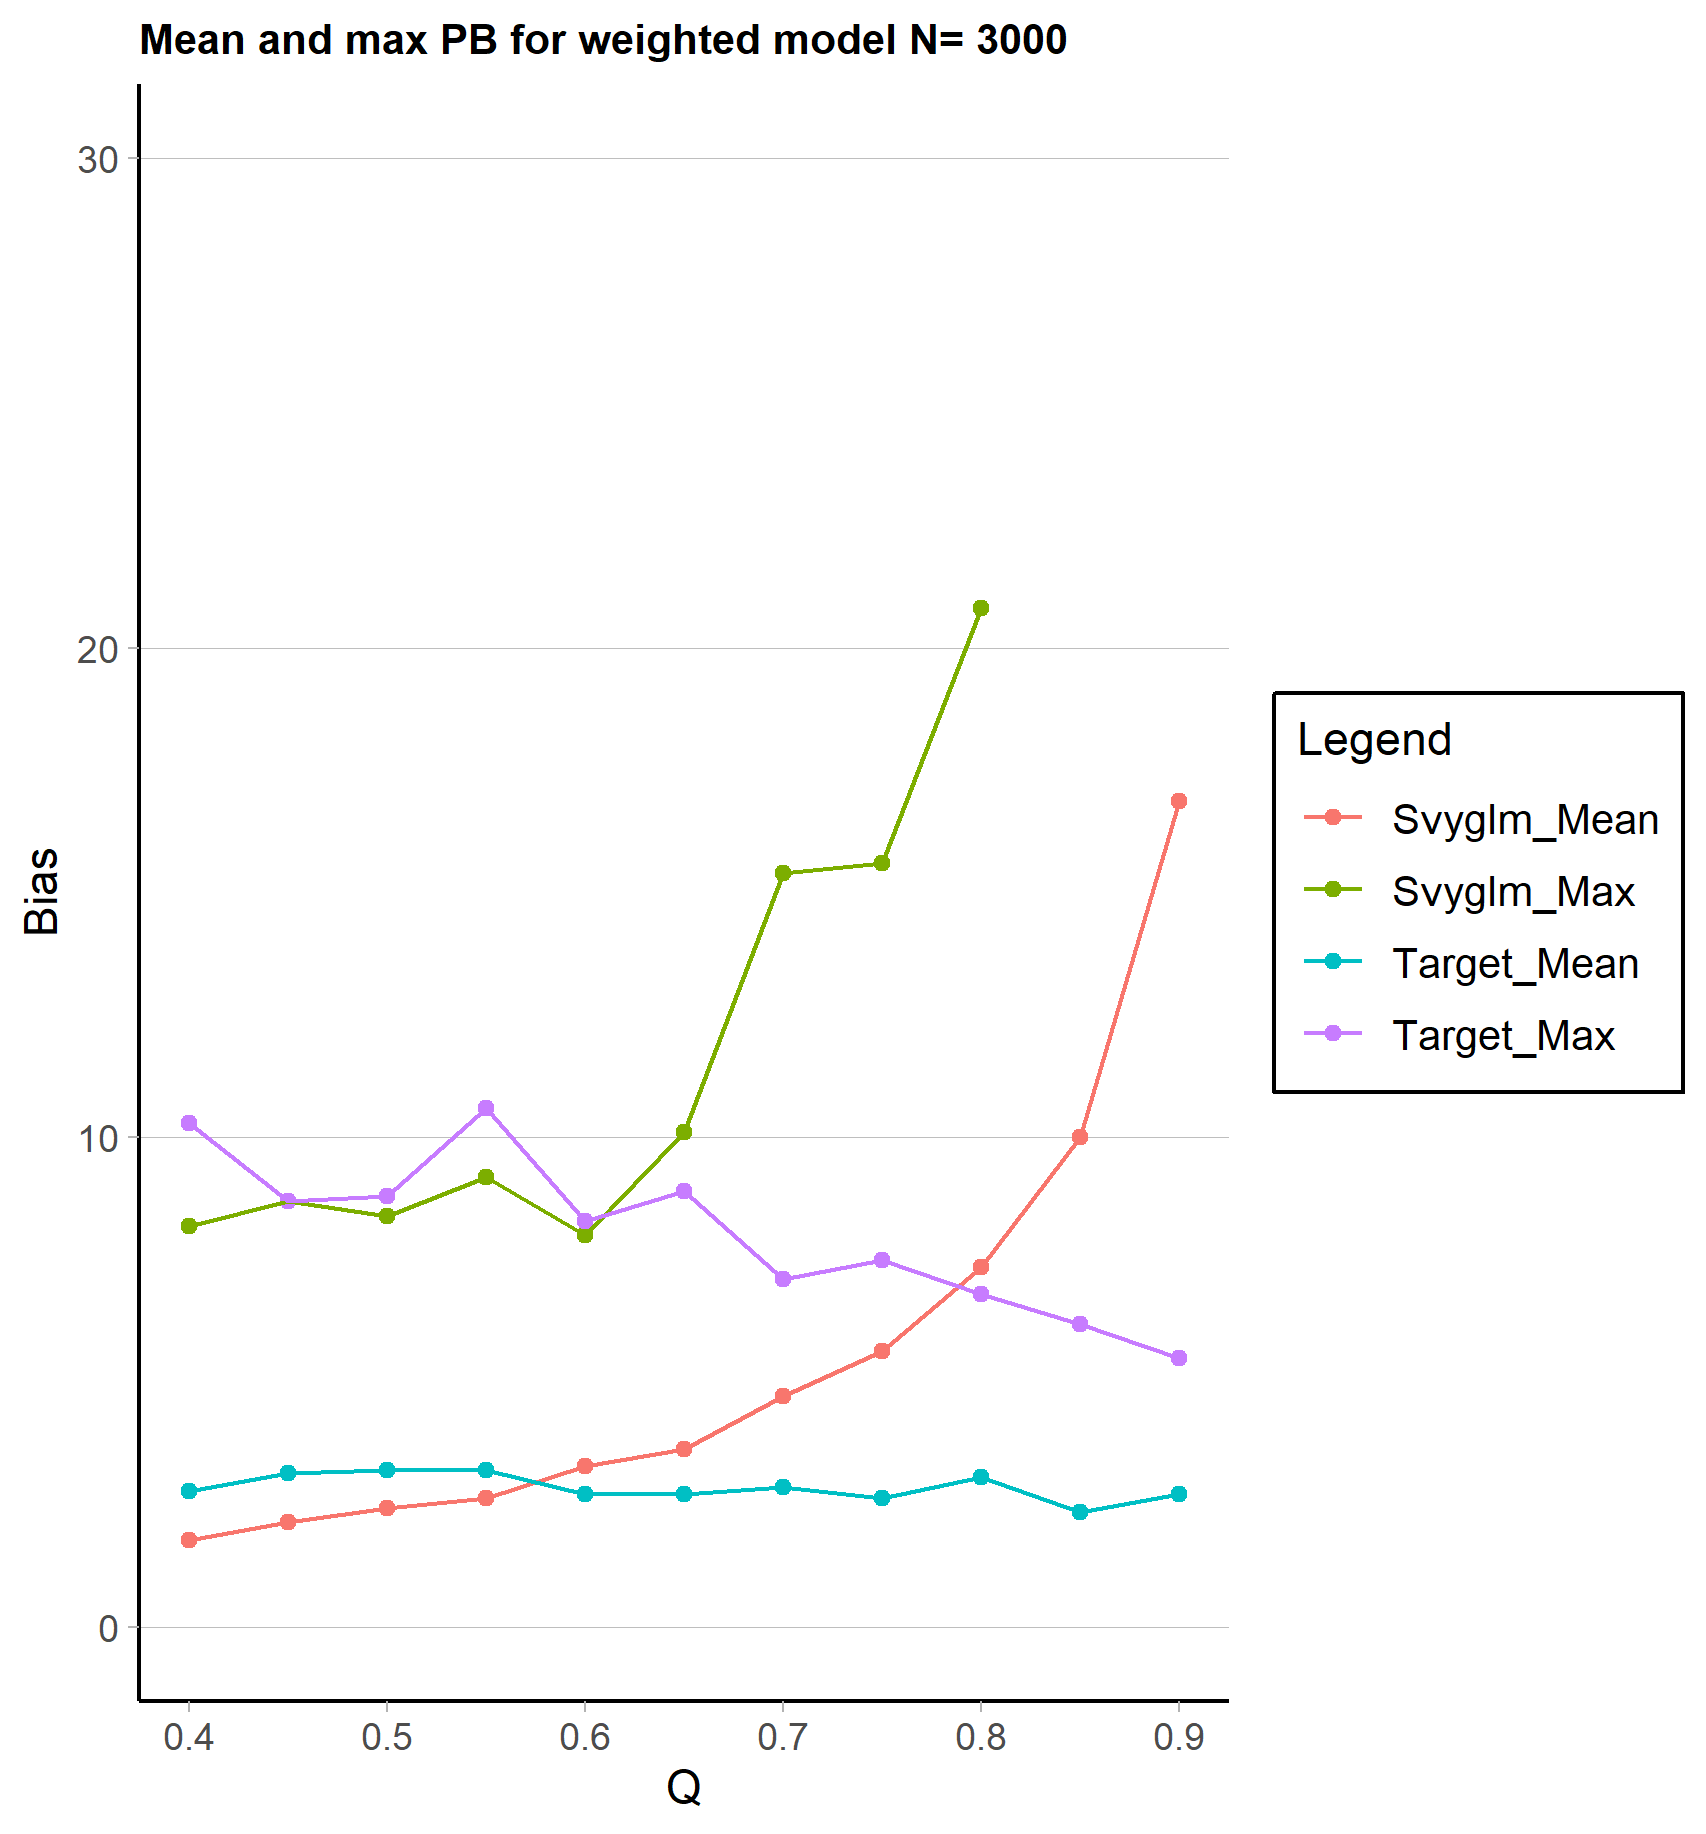 Mean and max PB for weighted model N= 3000
30
20
10
0
Bias
0.4 0.5 0.6 0.7 0.8 0.9
Q
Legend
Svyglm_Mean
Svyglm_Max
Target_Mean
Target_Max